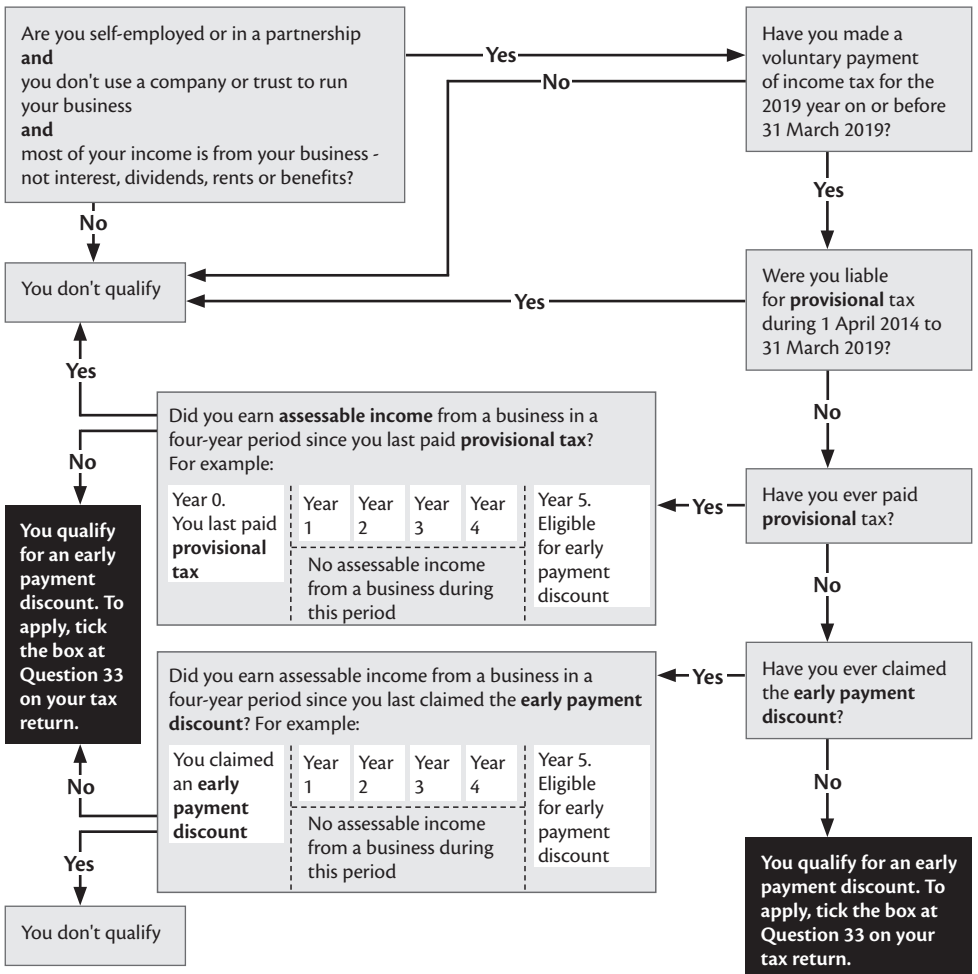 Are you self-employed or in a partnership
and
you don't use a company or trust to run
your business
and
most of your income is from your business -
not interest, dividends, rents or benefits?
Yes
No
Have you made a
voluntary payment
of income tax for the
2019 year on or before
31 March 2019?
No
Yes
You don't qualify
Yes
Were you liable
for provisional tax
during 1 April 2014 to
31 March 2019?
Yes
No
Did you earn assessable income from a business in a
four-year period since you last paid provisional tax?
For example:
Year 0.
You last paid
provisional
tax
Year
1
Year
2
Year
3
Year
4
No assessable income
from a business during
this period
Year 5.
Eligible
for early
payment
discount
Yes
Have you ever paid
provisional tax?
No
No
You qualify
for an early
payment
discount. To
apply, tick
the box at
Question 33
on your tax
return.
Did you earn assessable income from a business in a
four-year period since you last claimed the early payment
discount? For example:
You claimed
an early
payment
discount
Year
1
Year
2
Year
3
Year
4
No assessable income
from a business during
this period
Year 5.
Eligible
for early
payment
discount
Yes
Have you ever claimed
the early payment
discount?
No
No
Yes
You don't qualify
You qualify for an early
payment discount. To
apply, tick the box at
Question 33 on your
tax return.